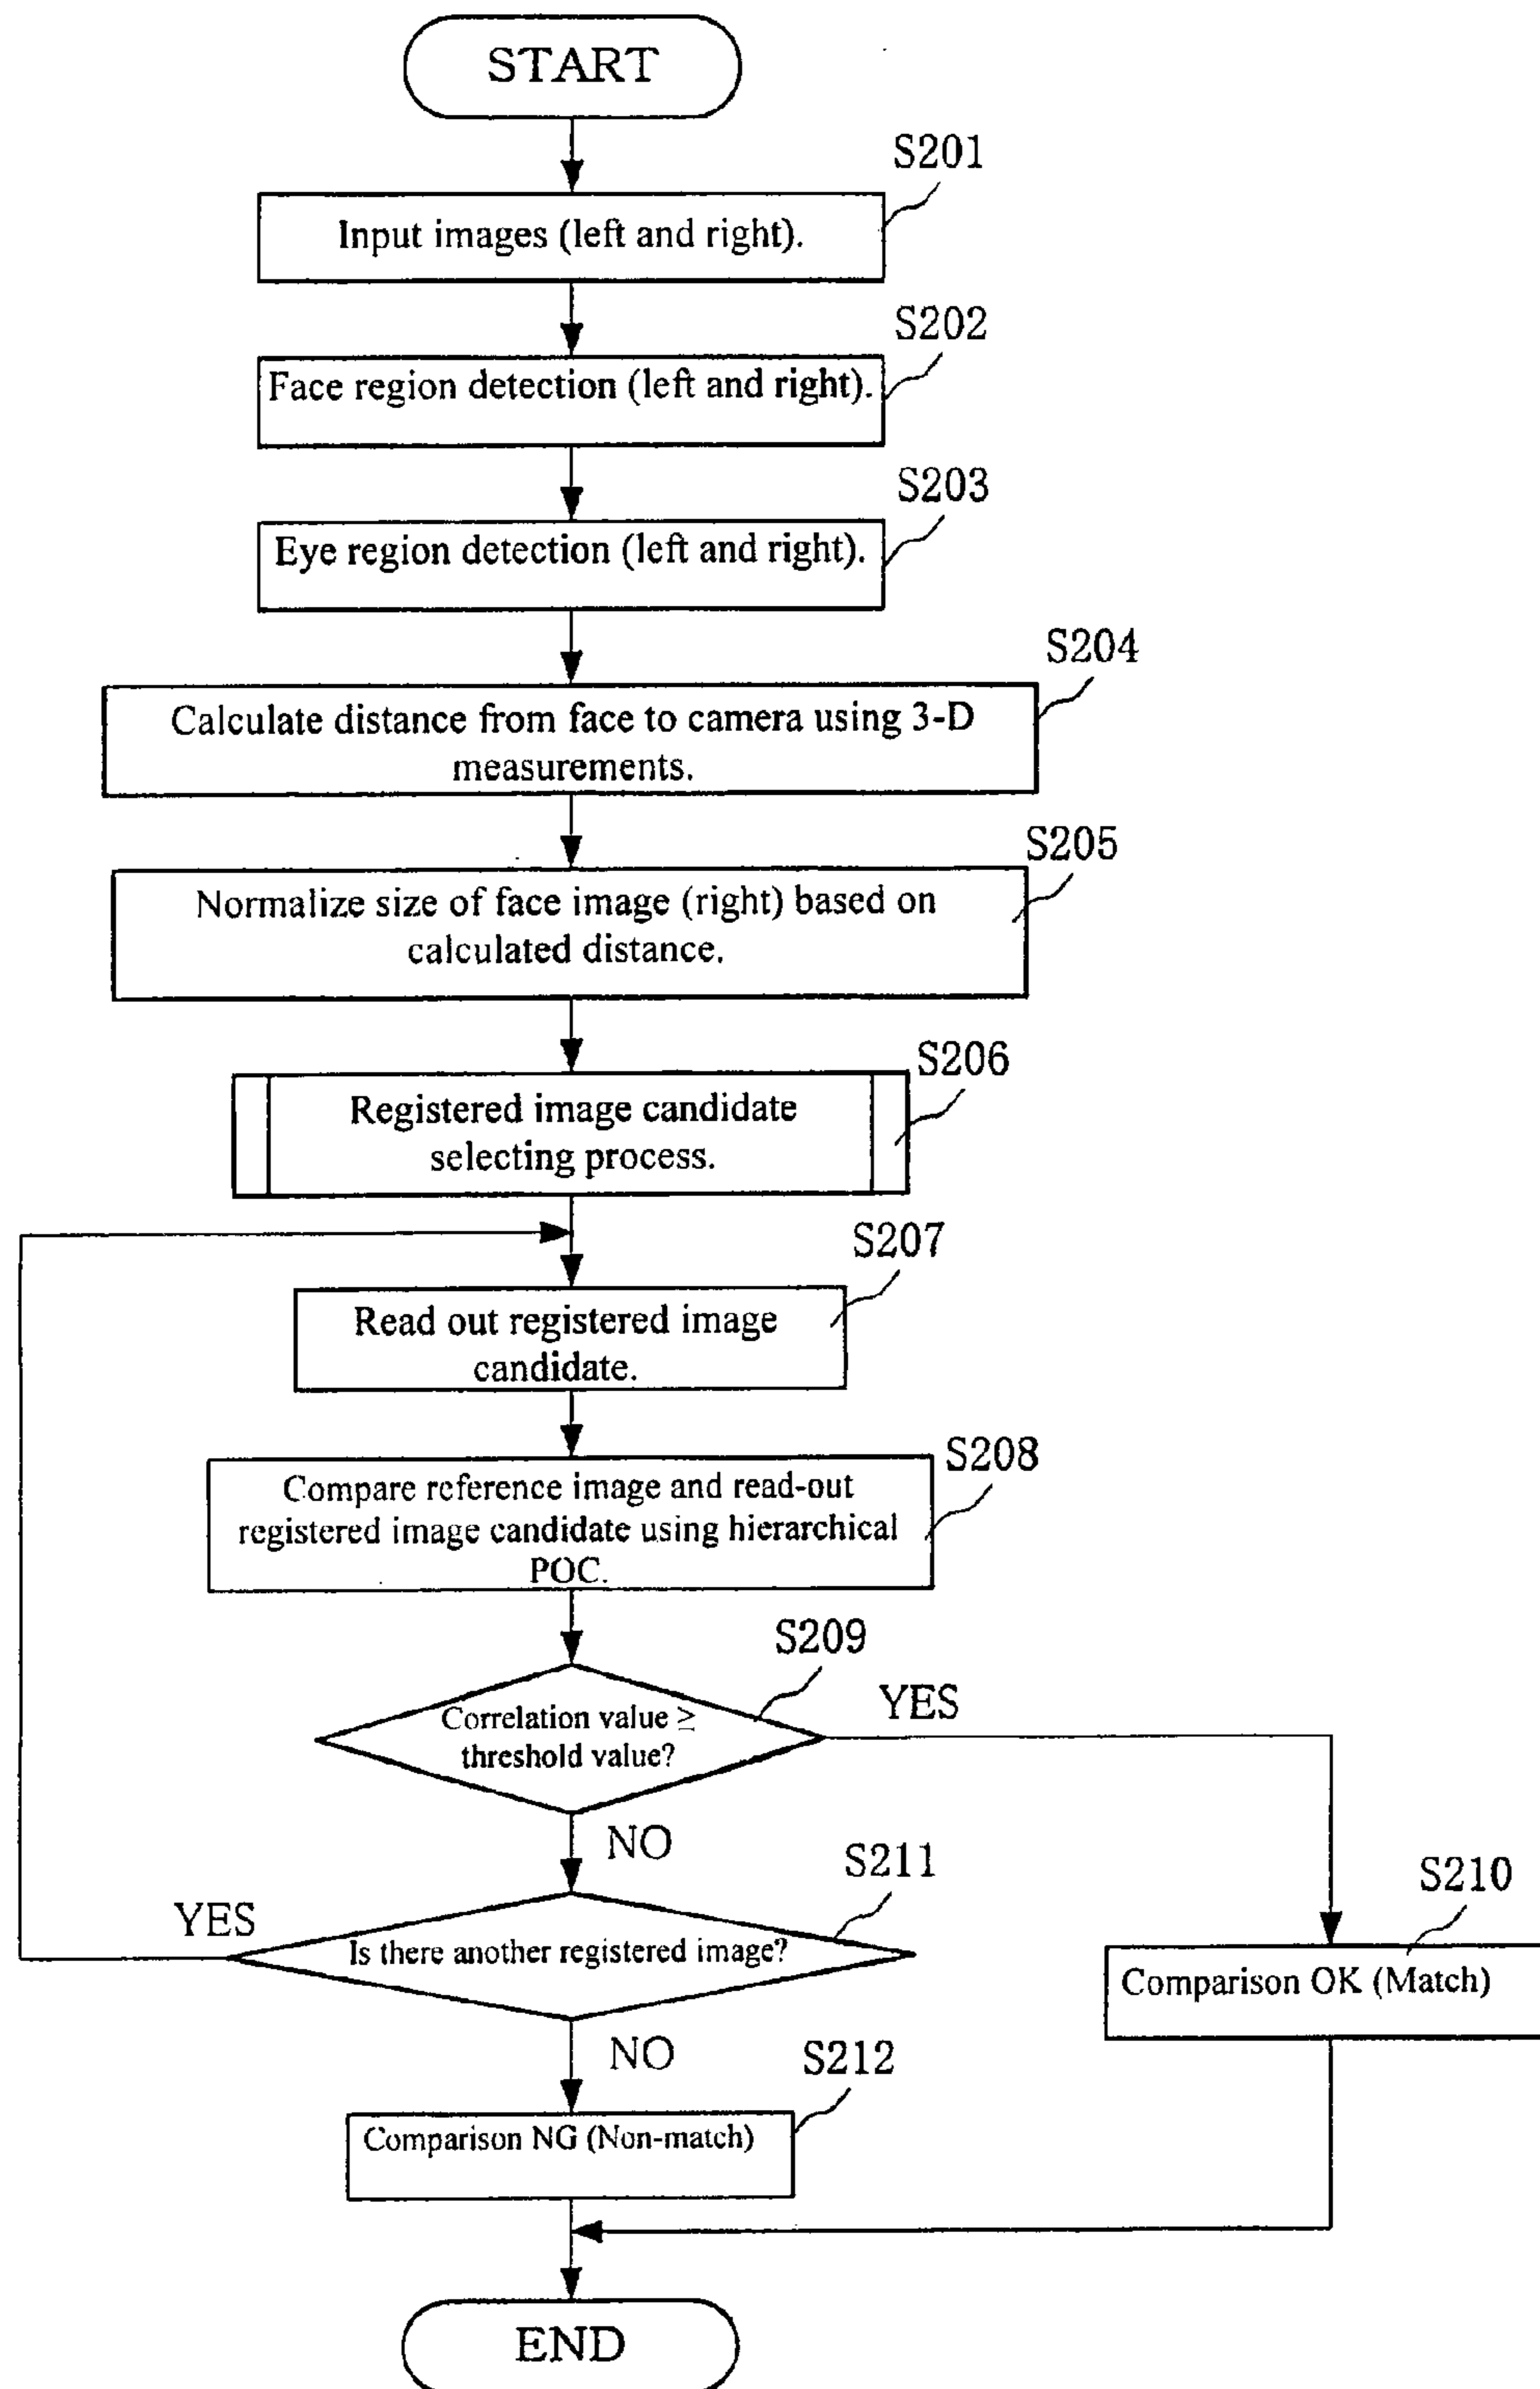 START
S201
Input images (left and right).
S202
Face region detection (left and right).
S203
Eye region detection (left and right).
S204
Calculate distance from face to camera using 3-D
measurements.
S205
Normalize size of face image (right) based on
calculated distance.
S206
Registered image candidate
selecting process.
S207
Read out registered image
candidate.
S208
Compare reference image and read-out
registered image candidate using hierarchical
POC.
S209
Correlation value ≥
threshold value?
YES
NO
S211
Is there another registered image?
YES
S210
Comparison OK (Match)
NO
S212
Comparison NG (Non-match)
END